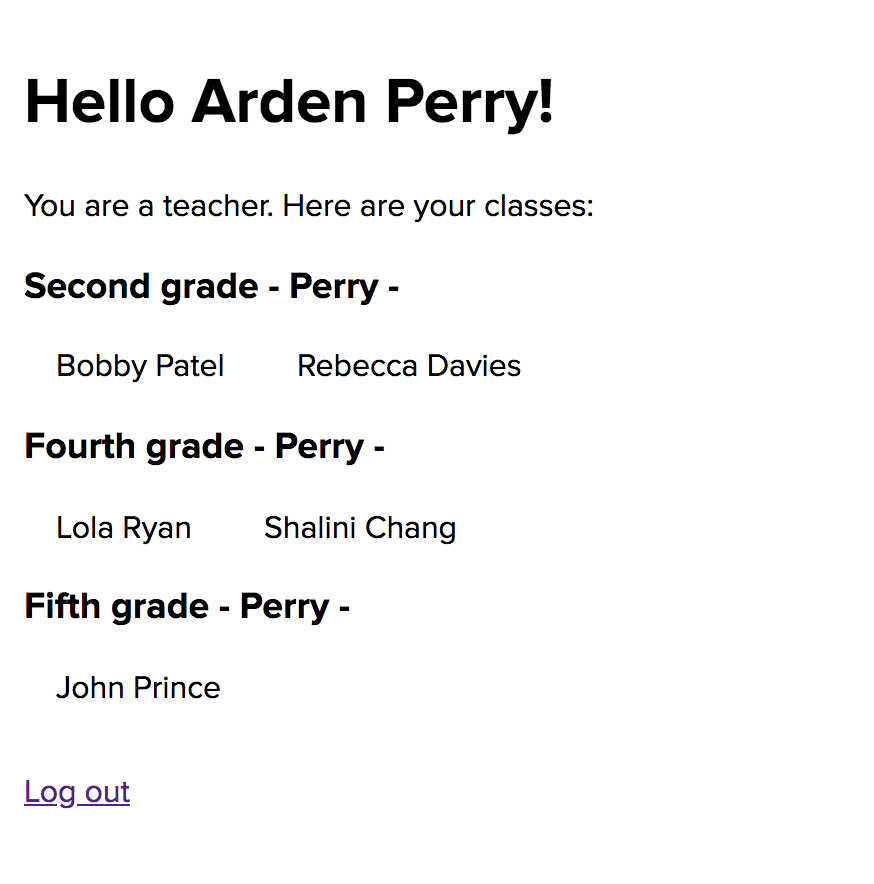 Hello Arden Perry!
You are a teacher. Here are your classes:
Second grade - Perry -
Bobby Patel Rebecca Davies
Fourth grade - Perry -
Lola Ryan Shalini Chang
Fifth grade - Perry -
John Prince
Log out